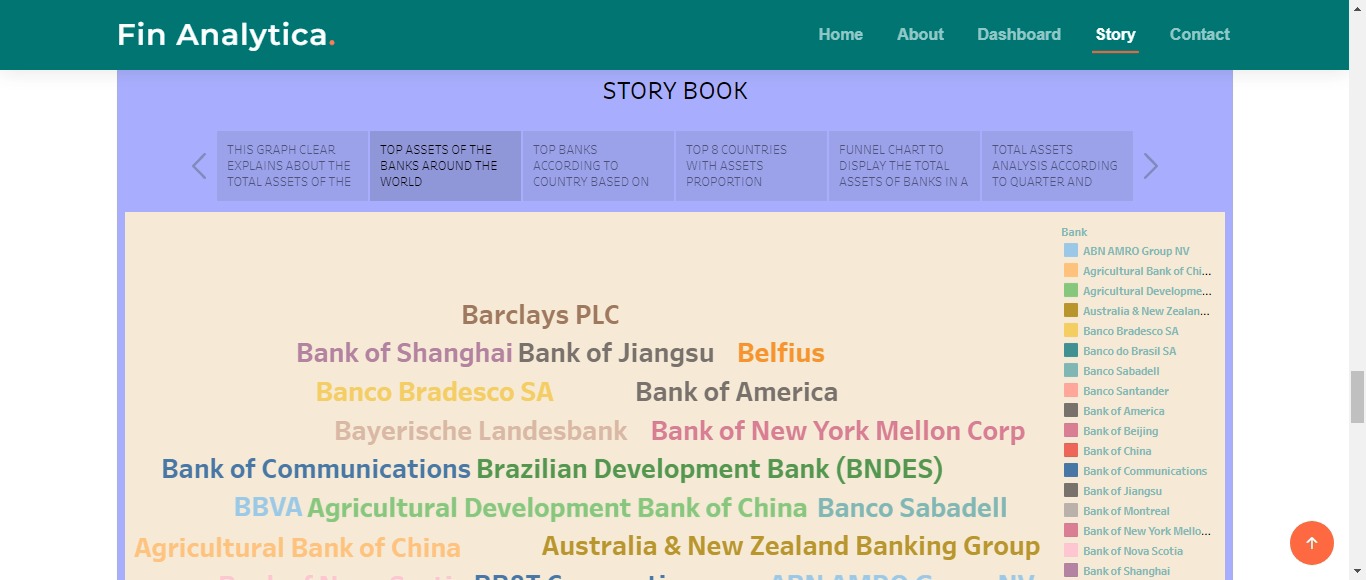 Fin Analytica.
Home About Dashboard Story Contact
STORY BOOK
THIS GRAPH CLEAR
EXPLAINS ABOUT THE
TOTAL ASSETS OF THE
TOP ASSETS OF THE
BANKS AROUND THE
WORLD
TOP BANKS
ACCORDING TO
COUNTRY BASED ON
TOP 8 COUNTRIES
WITH ASSETS
PROPORTION
FUNNEL CHART TO
DISPLAY THE TOTAL
ASSETS OF BANKS IN A
TOTAL ASSETS
ANALYSIS ACCORDING
TO QUARTER AND
Barclays PLC
Bank of Shanghai Bank of Jiangsu Belfius
Banco Bradesco SA Bank of America
Bayerische Landesbank Bank of New York Mellon Corp
Bank of Communications Brazilian Development Bank (BNDES)
BBVA Agricultural Development Bank of China Banco Sabadell
Agricultural Bank of China Australia & New Zealand Banking Group
Bank of Nova Scotia BB&T Corporation ABN AMRO Group NV
Bank
ABN AMRO Group NV
Agricultural Bank of Chi...
Agricultural Developme...
Australia & New Zealan...
Banco Bradesco SA
Banco do Brasil SA
Banco Sabadell
Banco Santander
Bank of America
Bank of Beijing
Bank of China
Bank of Communications
Bank of Jiangsu
Bank of Montreal
Bank of New York Mello...
Bank of Nova Scotia
Bank of Shanghai